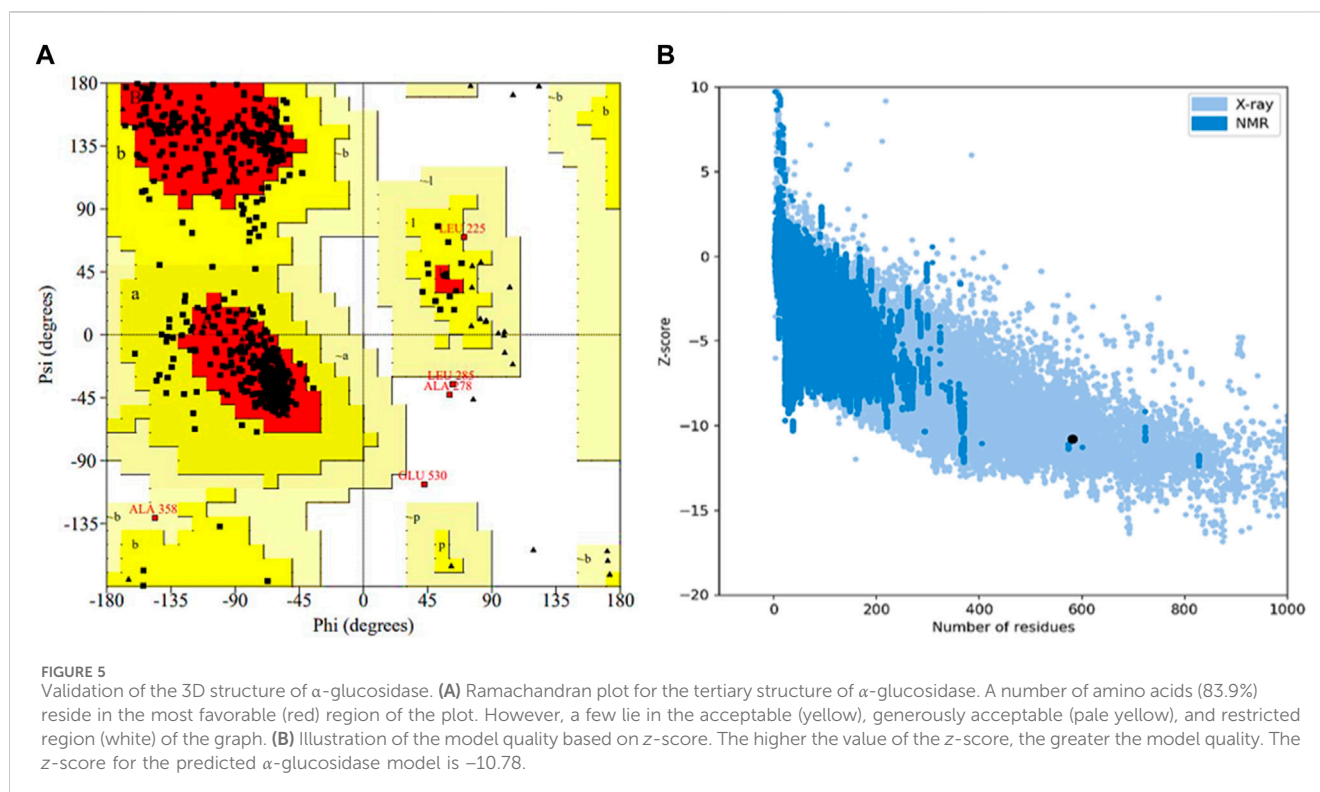 A
B
180
135
90
45
0
-45
-90
-135
-180
-135
-90
-45
0
45
90
135
180
Psi (degrees)
Phi (degrees)
B
b
~b
a
~a
~l
l
LEU 225
LEU 285
ALA 278
GLU 530
ALA 358
~b
b
~p
p
~b
b
~b
10
5
0
−5
−10
−15
−20
0
200
400
600
800
1000
Z-score
Number of residues
X-ray
NMR
FIGURE 5
Validation of the 3D structure of α-glucosidase. (A) Ramachandran plot for the tertiary structure of α-glucosidase. A number of amino acids (83.9%)
reside in the most favorable (red) region of the plot. However, a few lie in the acceptable (yellow), generously acceptable (pale yellow), and restricted
region (white) of the graph. (B) Illustration of the model quality based on z-score. The higher the value of the z-score, the greater the model quality. The
z-score for the predicted α-glucosidase model is −10.78.